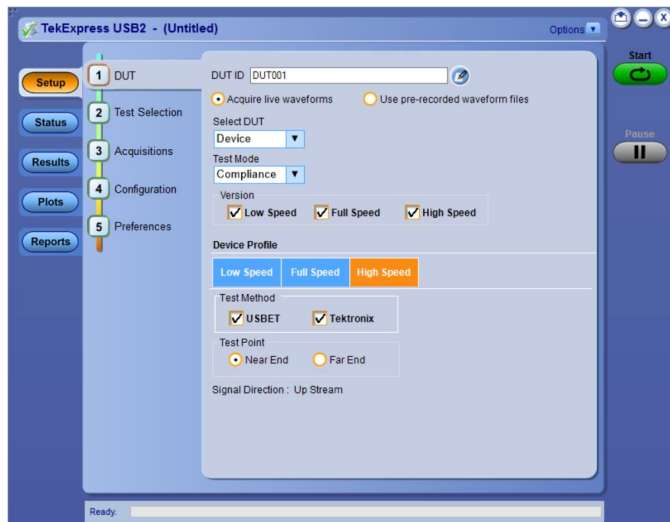 TekExpress USB2 - (Untitled)
Options
Start
Pause
Setup
Status
Results
Plots
Reports
1 DUT
2 Test Selection
3 Acquisitions
4 Configuration
5 Preferences
DUT ID DUT001
Acquire live waveforms Use pre-recorded waveform files
Select DUT
Device
Test Mode
Compliance
Version
Low Speed Full Speed High Speed
Device Profile
Low Speed Full Speed High Speed
Test Method
USBET Tektronix
Test Point
Near End Far End
Signal Direction : Up Stream
Ready.